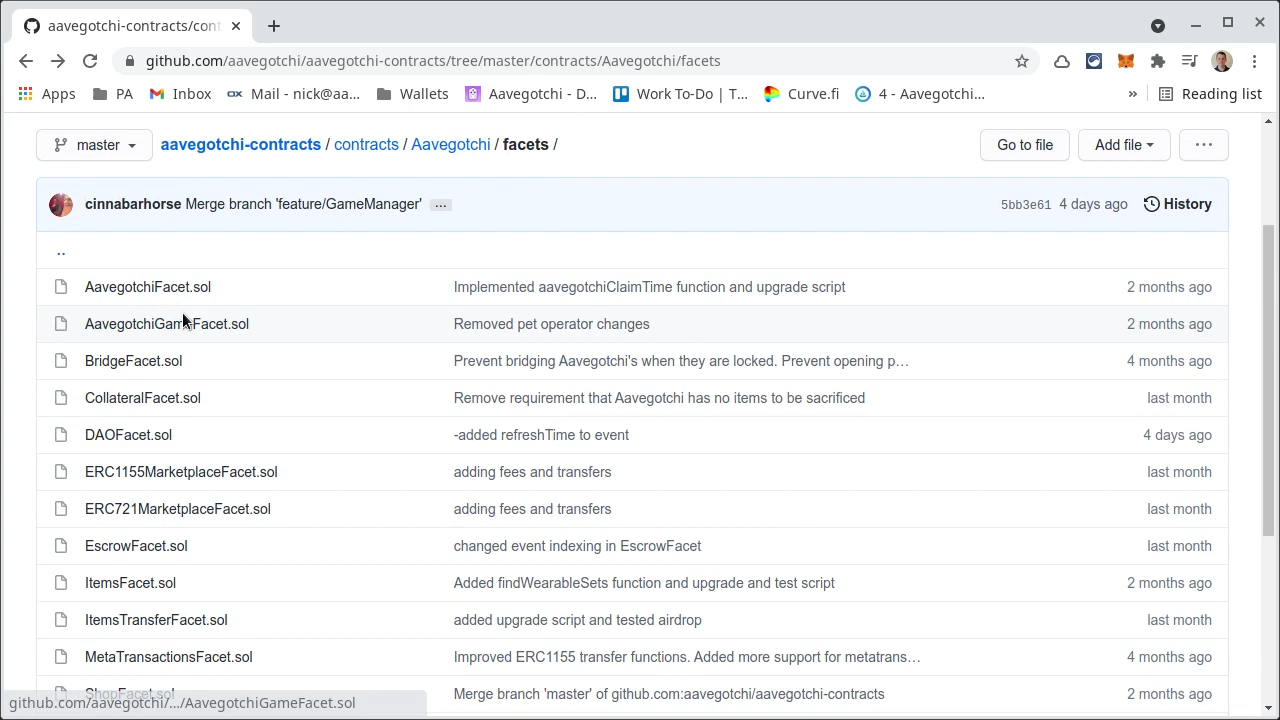 aavegotchi-contracts/cont
github.com/aavegotchi/aavegotchi-contracts/tree/master/contracts/Aavegotchi/facets
Apps PA Inbox Mail - nick@aa... Wallets Aavegotchi - D... Work To-Do | T... Curve.fi 4 - Aavegotchi... » Reading list
master aavegotchi-contracts / contracts / Aavegotchi / facets / Go to file Add file ...
cinnabarhorse Merge branch 'feature/GameManager' ... 5bb3e61 4 days ago History
..
AavegotchiFacet.sol Implemented aavegotchiClaimTime function and upgrade script 2 months ago
AavegotchiGameFacet.sol Removed pet operator changes 2 months ago
BridgeFacet.sol Prevent bridging Aavegotchi's when they are locked. Prevent opening p… 4 months ago
CollateralFacet.sol Remove requirement that Aavegotchi has no items to be sacrificed last month
DAOFacet.sol -added refreshTime to event 4 days ago
ERC1155MarketplaceFacet.sol adding fees and transfers last month
ERC721MarketplaceFacet.sol adding fees and transfers last month
EscrowFacet.sol changed event indexing in EscrowFacet last month
ItemsFacet.sol Added findWearableSets function and upgrade and test script 2 months ago
ItemsTransferFacet.sol added upgrade script and tested airdrop last month
MetaTransactionsFacet.sol Improved ERC1155 transfer functions. Added more support for metatrans… 4 months ago
ShopFacet.sol Merge branch 'master' of github.com:aavegotchi/aavegotchi-contracts 2 months ago
github.com/aavegotchi/.../AavegotchiGameFacet.sol